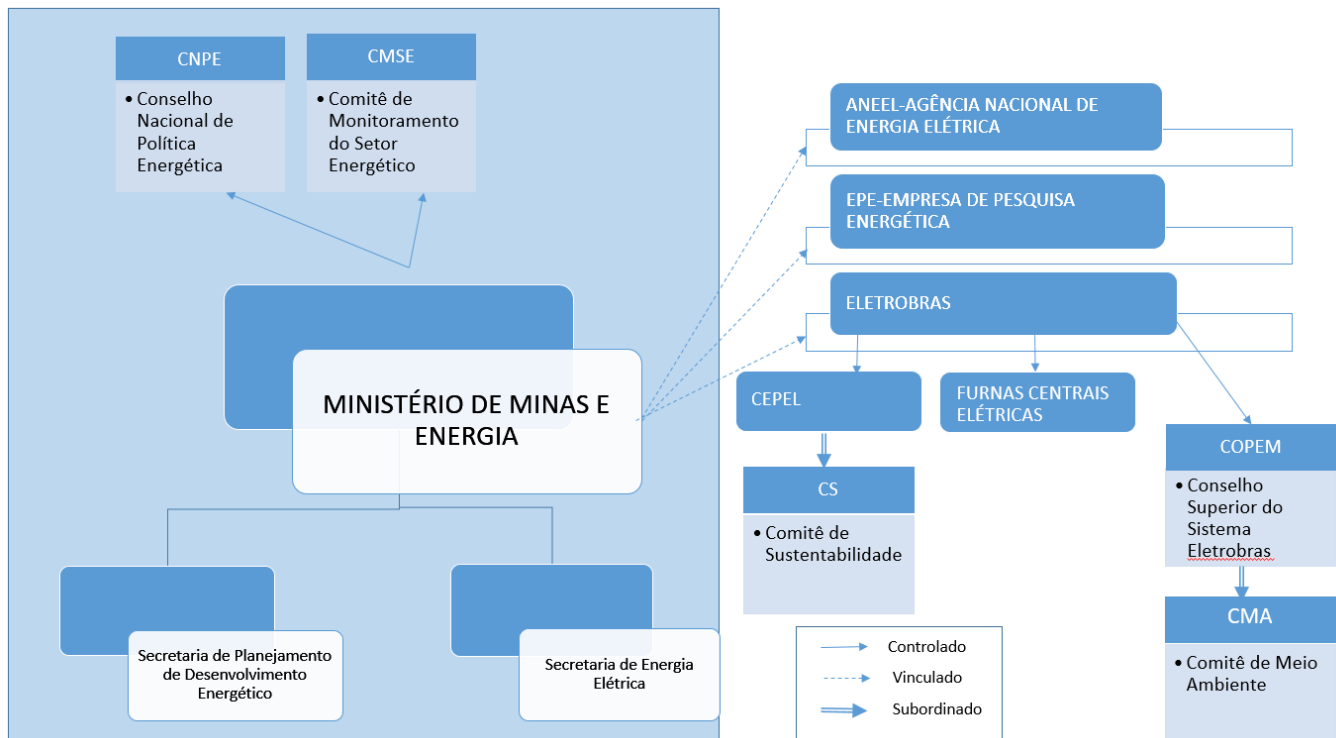 CNPE
• Conselho
Nacional de
Política
Energética
CMSE
• Comitê de
Monitoramento
do Setor
Energético
MINISTÉRIO DE MINAS E
ENERGIA
Secretaria de Planejamento
de Desenvolvimento
Energético
Secretaria de Energia
Elétrica
ANEEL-AGÊNCIA NACIONAL DE
ENERGIA ELÉTRICA
EPE-EMPRESA DE PESQUISA
ENERGÉTICA
ELETROBRAS
CEPEL
FURNAS CENTRAIS
ELÉTRICAS
COPEM
• Conselho
Superior do
Sistema
Eletrobras
CS
• Comitê de
Sustentabilidade
CMA
• Comitê de Meio
Ambiente
Controlado
Vinculado
Subordinado